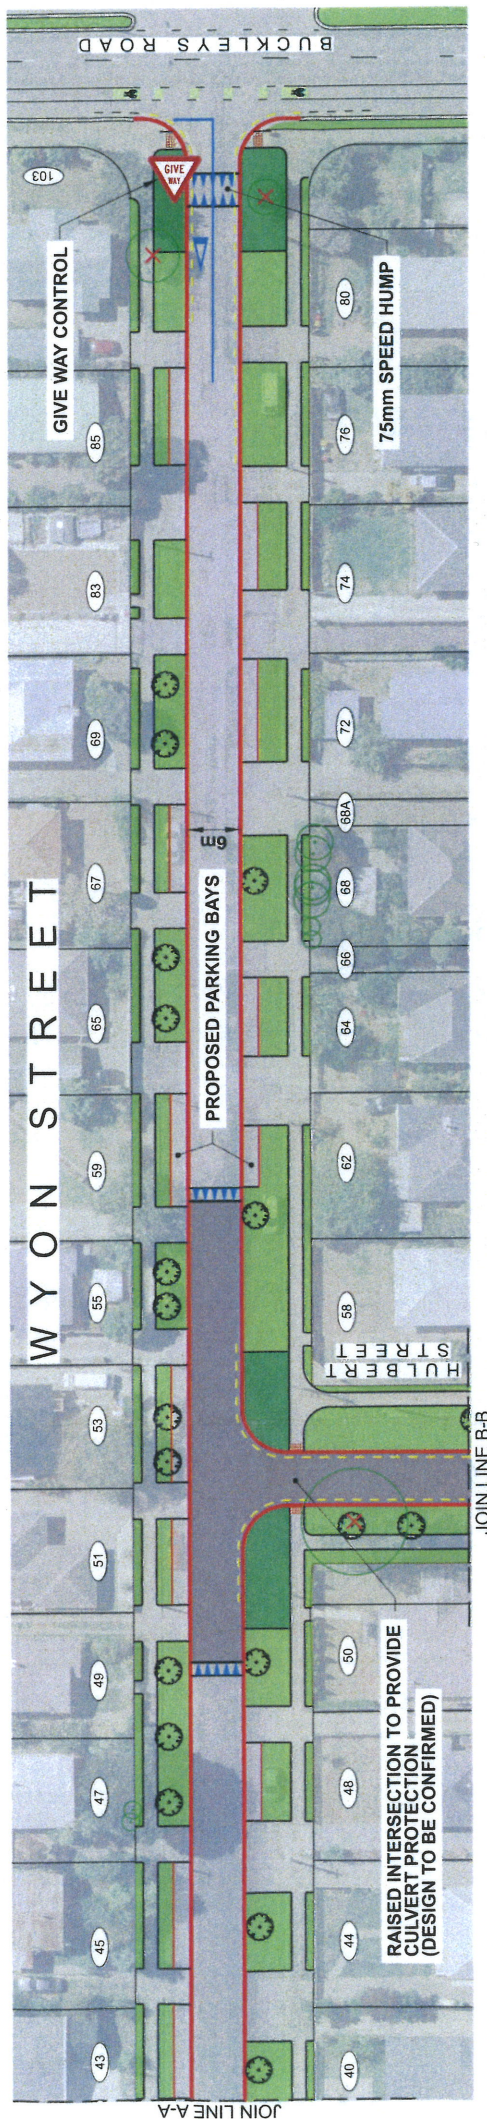 WYON STREET
BUCKLEYS ROAD
GIVE WAY CONTROL
GIVE
WAY
75mm SPEED HUMP
PROPOSED PARKING BAYS
6m
HULBERT
STREET
RAISED INTERSECTION TO PROVIDE
CULVERT PROTECTION
(DESIGN TO BE CONFIRMED)
JOIN LINE A-A
JOIN LINE B-B
43
45
47
49
51
53
55
59
65
67
69
83
85
103
40
44
48
50
58
62
64
66
68
68A
72
74
76
80